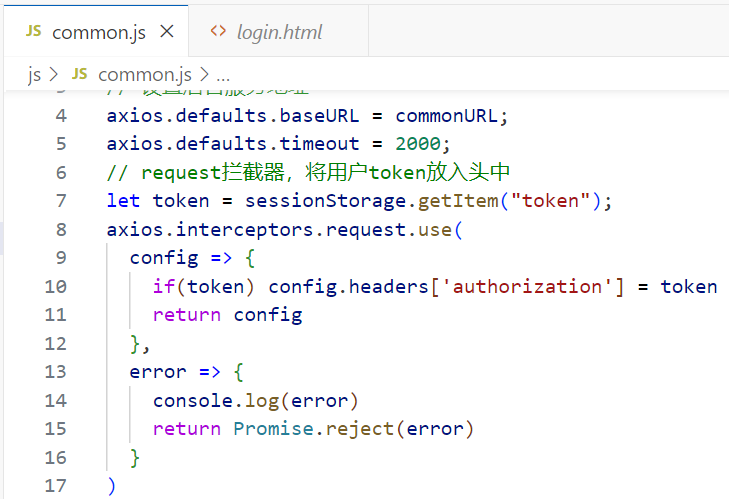 JS common.js ×
<> login.html
js > JS common.js > ...
4 axios.defaults.baseURL = commonURL;
5 axios.defaults.timeout = 2000;
6 // request拦截器，将用户token放入头中
7 let token = sessionStorage.getItem("token");
8 axios.interceptors.request.use(
9   config => {
10     if(token) config.headers['authorization'] = token
11     return config
12   },
13   error => {
14     console.log(error)
15     return Promise.reject(error)
16   }
17 )